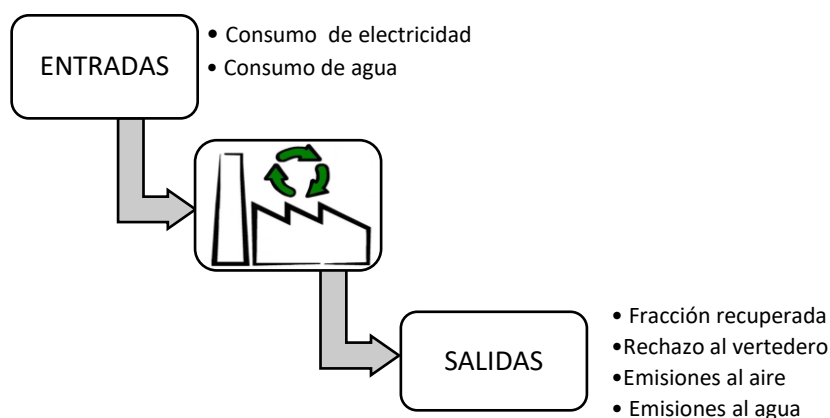 ENTRADAS
• Consumo de electricidad
• Consumo de agua
SALIDAS
• Fracción recuperada
•Rechazo al vertedero
•Emisiones al aire
• Emisiones al agua